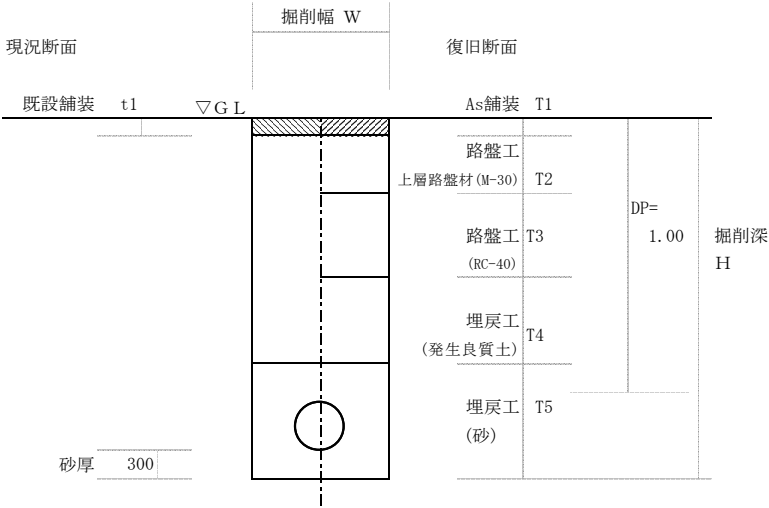 掘削幅 W
現況断面
復旧断面
既設舗装 t1
▽GL
As舗装 T1
路盤工
上層路盤材(M-30) T2
DP=
1.00
路盤工 T3
(RC-40)
掘削深
H
埋戻工
T4
(発生良質土)
埋戻工 T5
(砂)
砂厚 300